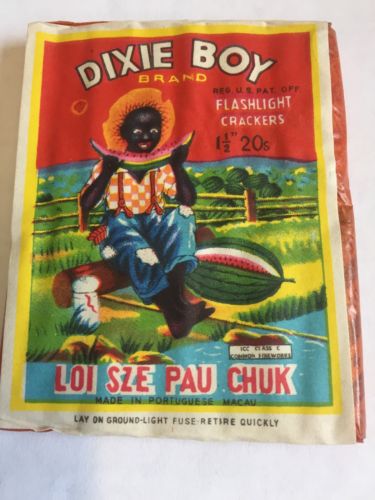 DIXIE BOY
BRAND
REG. U.S. PAT. OFF
FLASHLIGHT
CRACKERS
1½" 20s
ICC CLASS C
COMMON FIREWORKS
LOI SZE PAU CHUK
MADE IN PORTUGUESE MACAU
LAY ON GROUND-LIGHT FUSE-RETIRE QUICKLY